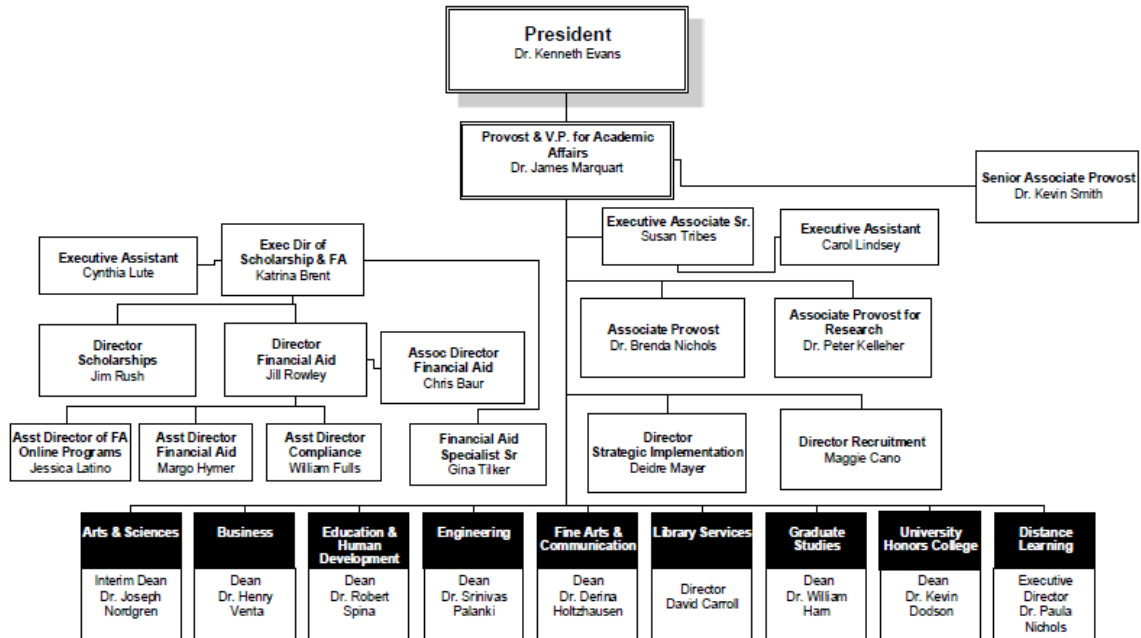 President
Dr. Kenneth Evans
Provost & V.P. for Academic
Affairs
Dr. James Marquart
Senior Associate Provost
Dr. Kevin Smith
Executive Associate Sr.
Susan Tribes
Executive Assistant
Carol Lindsey
Executive Assistant
Cynthia Lute
Exec Dir of
Scholarship & FA
Katrina Brent
Associate Provost
Dr. Brenda Nichols
Associate Provost for
Research
Dr. Peter Kelleher
Director
Scholarships
Jim Rush
Director
Financial Aid
Jill Rowley
Assoc Director
Financial Aid
Chris Baur
Asst Director of FA
Online Programs
Jessica Latino
Asst Director
Financial Aid
Margo Hymer
Asst Director
Compliance
William Fulls
Financial Aid
Specialist Sr
Gina Tilker
Director
Strategic Implementation
Deidre Mayer
Director Recruitment
Maggie Cano
Arts & Sciences
Interim Dean
Dr. Joseph
Nordgren
Business
Dean
Dr. Henry
Venta
Education &
Human
Development
Dean
Dr. Robert
Spina
Engineering
Dean
Dr. Srinivas
Palanki
Fine Arts &
Communication
Dean
Dr. Derina
Holtzhausen
Library Services
Director
David Carroll
Graduate
Studies
Dean
Dr. William
Harn
University
Honors College
Dean
Dr. Kevin
Dodson
Distance
Learning
Executive
Director
Dr. Paula
Nichols